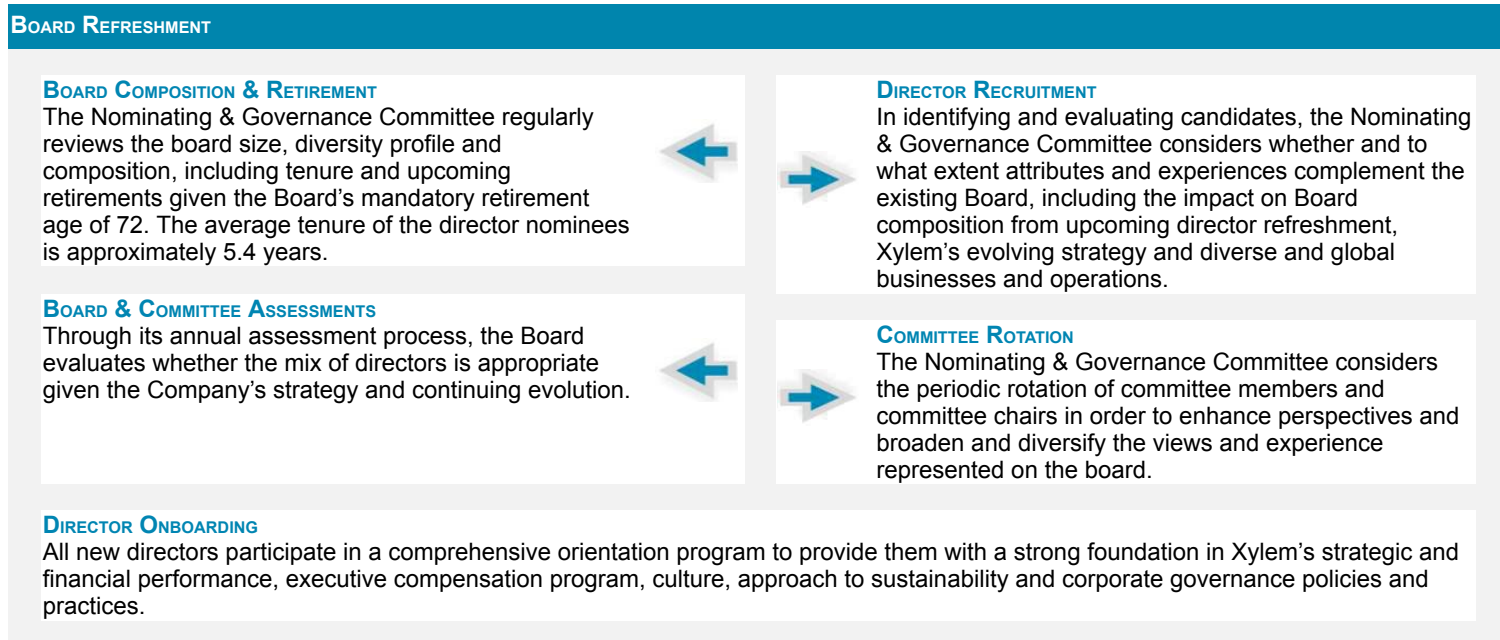 BOARD REFRESHMENT
BOARD COMPOSITION & RETIREMENT
The Nominating & Governance Committee regularly
reviews the board size, diversity profile and
composition, including tenure and upcoming
retirements given the Board’s mandatory retirement
age of 72. The average tenure of the director nominees
is approximately 5.4 years.
BOARD & COMMITTEE ASSESSMENTS
Through its annual assessment process, the Board
evaluates whether the mix of directors is appropriate
given the Company’s strategy and continuing evolution.
DIRECTOR RECRUITMENT
In identifying and evaluating candidates, the Nominating
& Governance Committee considers whether and to
what extent attributes and experiences complement the
existing Board, including the impact on Board
composition from upcoming director refreshment,
Xylem’s evolving strategy and diverse and global
businesses and operations.
COMMITTEE ROTATION
The Nominating & Governance Committee considers
the periodic rotation of committee members and
committee chairs in order to enhance perspectives and
broaden and diversify the views and experience
represented on the board.
DIRECTOR ONBOARDING
All new directors participate in a comprehensive orientation program to provide them with a strong foundation in Xylem’s strategic and
financial performance, executive compensation program, culture, approach to sustainability and corporate governance policies and
practices.